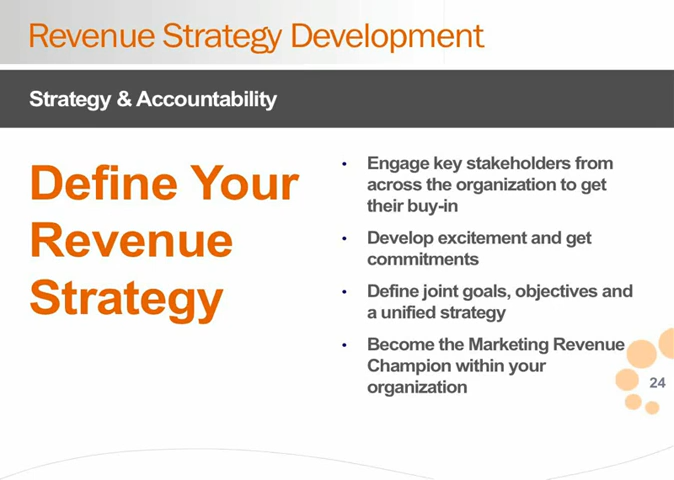 Revenue Strategy Development
Strategy & Accountability
Define Your
Revenue
Strategy
• Engage key stakeholders from
across the organization to get
their buy-in
• Develop excitement and get
commitments
• Define joint goals, objectives and
a unified strategy
• Become the Marketing Revenue
Champion within your
organization
24